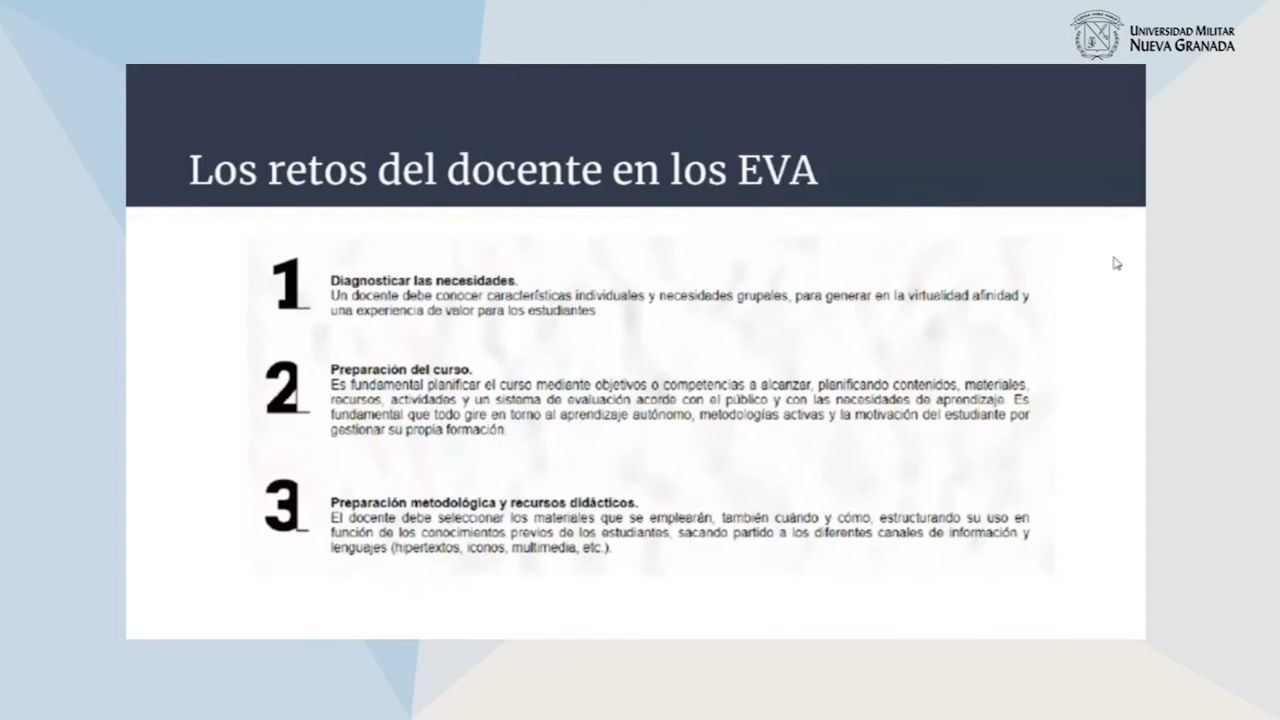 UNIVERSIDAD MILITAR
NUEVA GRANADA
Los retos del docente en los EVA
1
Diagnosticar las necesidades.
Un docente debe conocer características individuales y necesidades grupales, para generar en la virtualidad afinidad y
una experiencia de valor para los estudiantes.
2
Preparación del curso.
Es fundamental planificar el curso mediante objetivos o competencias a alcanzar, planificando contenidos, materiales,
recursos, actividades y un sistema de evaluación acorde con el público y con las necesidades de aprendizaje. Es
fundamental que todo gire en torno al aprendizaje autónomo, metodologías activas y la motivación del estudiante por
gestionar su propia formación.
3
Preparación metodológica y recursos didácticos.
El docente debe seleccionar los materiales que se emplearán, también cuándo y cómo, estructurando su uso en
función de los conocimientos previos de los estudiantes, sacando partido a los diferentes canales de información y
lenguajes (hipertextos, iconos, multimedia, etc.).